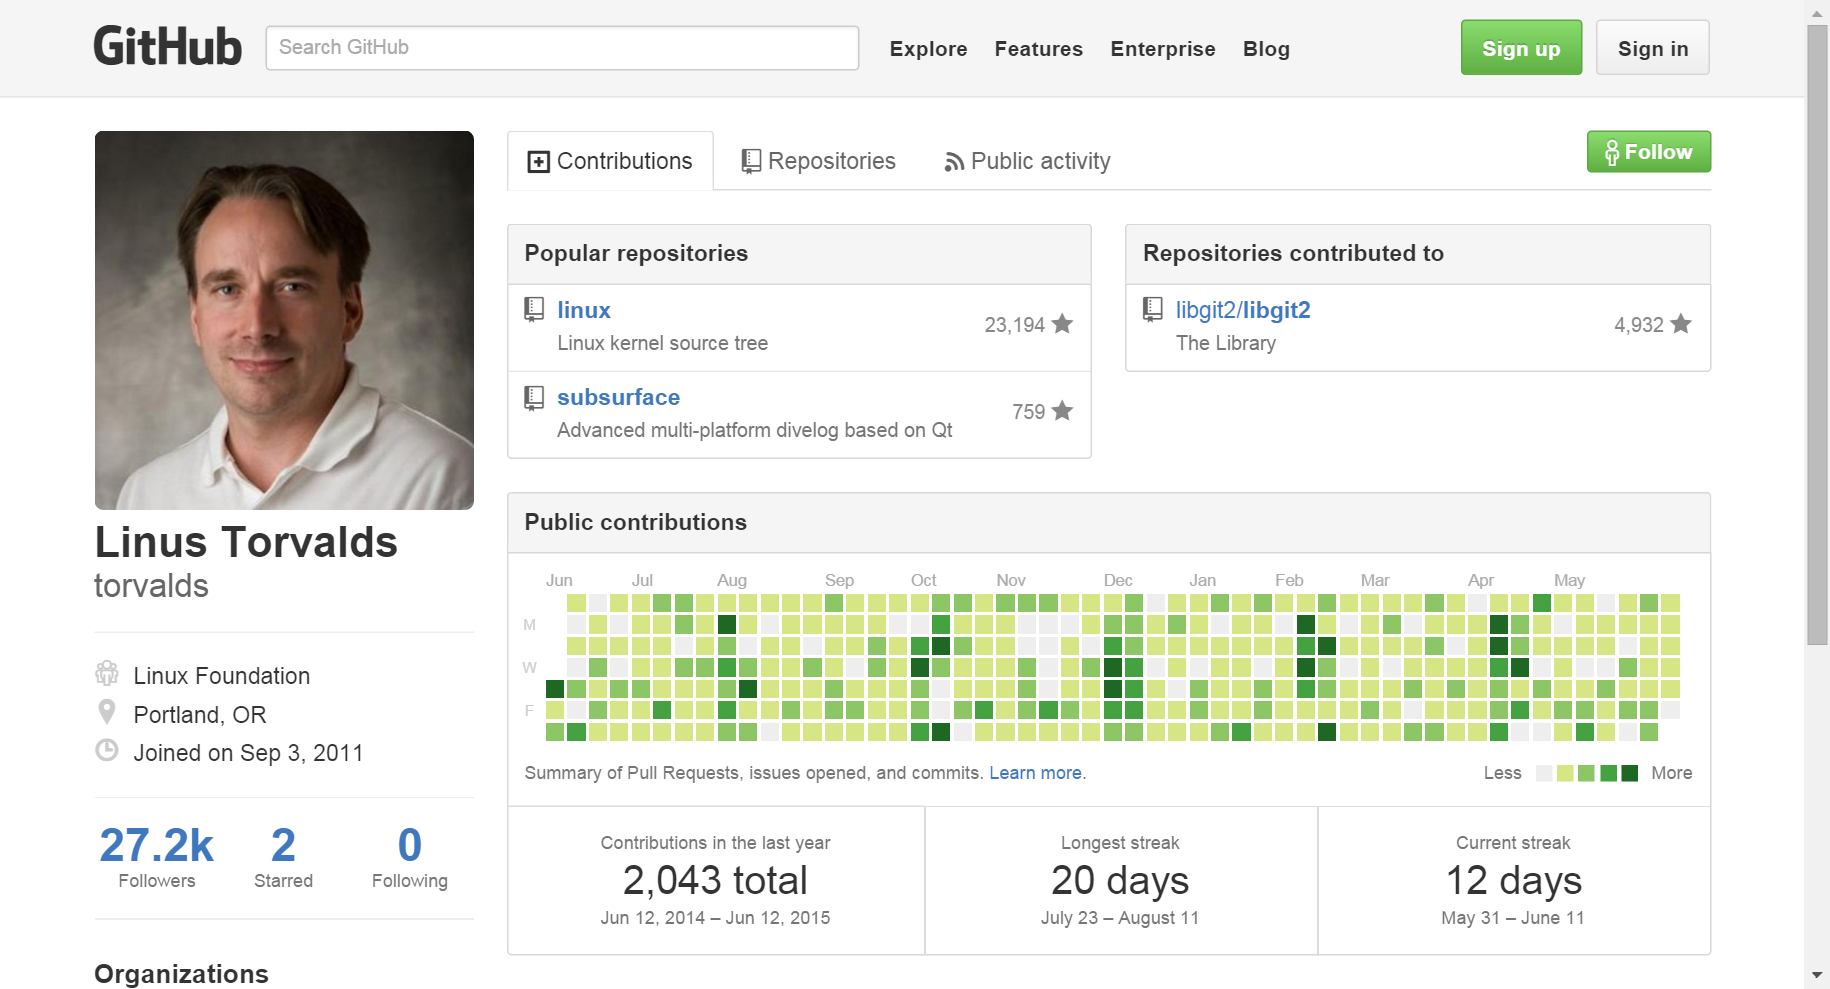 GitHub
Search GitHub
Explore Features Enterprise Blog
Sign up
Sign in
Contributions
Repositories
Public activity
Follow
Linus Torvalds
torvalds
Linux Foundation
Portland, OR
Joined on Sep 3, 2011
27.2k
Followers
2
Starred
0
Following
Organizations
Popular repositories
linux
Linux kernel source tree
23,194
subsurface
Advanced multi-platform divelog based on Qt
759
Repositories contributed to
libgit2/libgit2
The Library
4,932
Public contributions
Jun Jul Aug Sep Oct Nov Dec Jan Feb Mar Apr May
M
W
F
Summary of Pull Requests, issues opened, and commits. Learn more.
Less More
Contributions in the last year
2,043 total
Jun 12, 2014 – Jun 12, 2015
Longest streak
20 days
July 23 – August 11
Current streak
12 days
May 31 – June 11